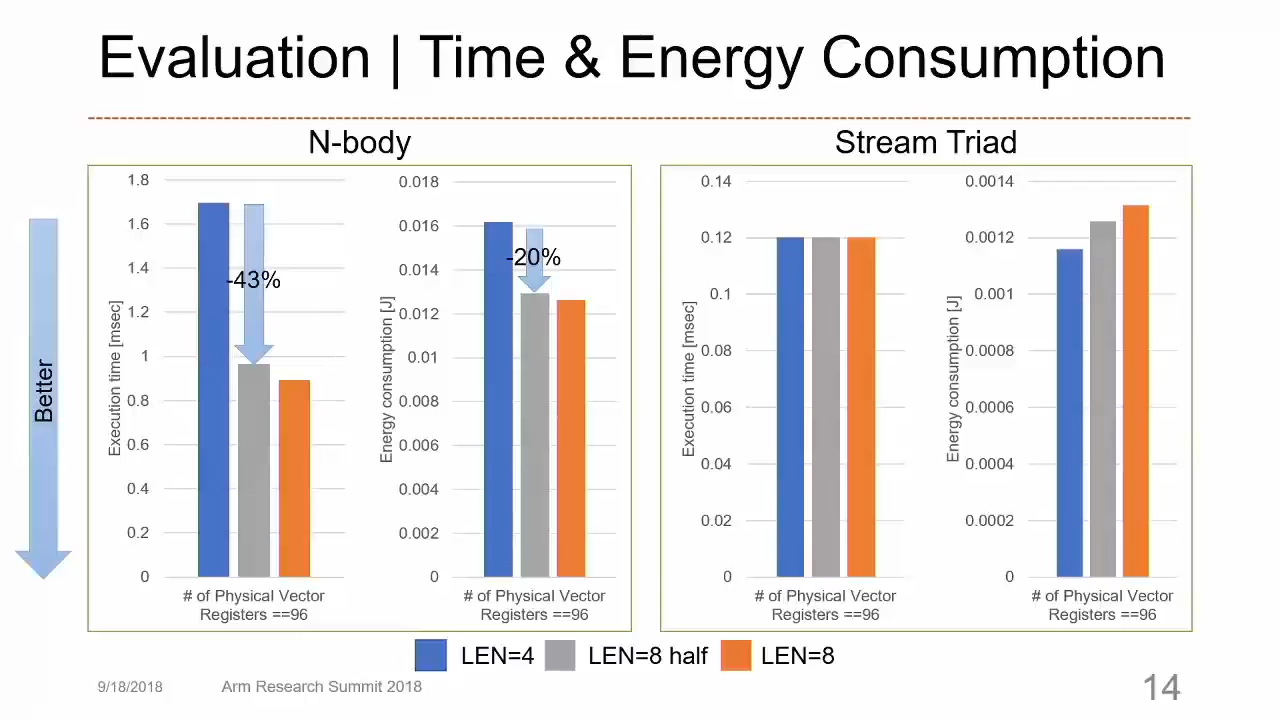 Evaluation | Time & Energy Consumption
N-body
Stream Triad
Better
Execution time [msec]
1.8
1.6
1.4
1.2
1
0.8
0.6
0.4
0.2
0
-43%
# of Physical Vector
Registers ==96
Energy consumption [J]
0.018
0.016
0.014
0.012
0.01
0.008
0.006
0.004
0.002
0
-20%
# of Physical Vector
Registers ==96
Execution time [msec]
0.14
0.12
0.1
0.08
0.06
0.04
0.02
0
# of Physical Vector
Registers ==96
Energy consumption [J]
0.0014
0.0012
0.001
0.0008
0.0006
0.0004
0.0002
0
# of Physical Vector
Registers ==96
LEN=4 LEN=8 half LEN=8
9/18/2018 Arm Research Summit 2018 14